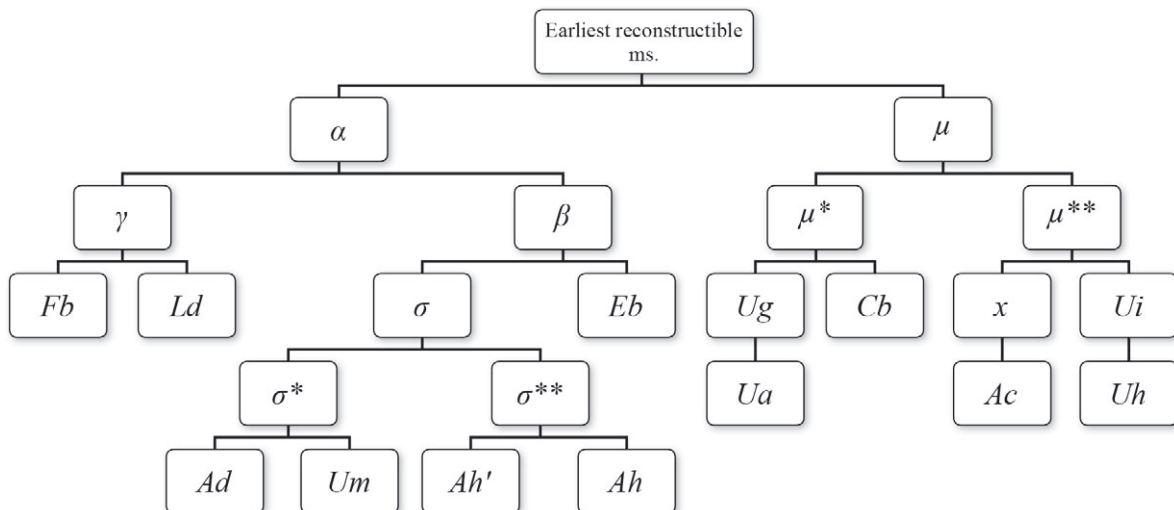 Earliest reconstructible
ms.
α
μ
γ
β
μ*
μ**
Fb
Ld
σ
Eb
Ug
Cb
x
Ui
σ*
σ**
Ua
Ac
Uh
Ad
Um
Ah'
Ah